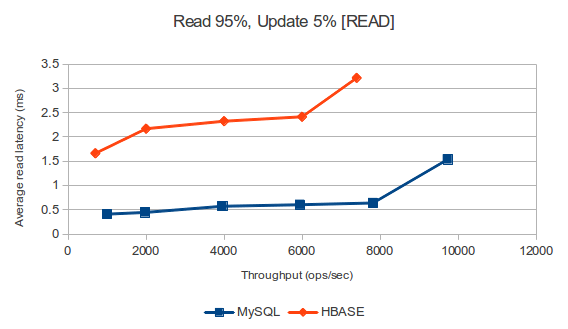 Read 95%, Update 5% [READ]
3.5
3
2.5
2
1.5
1
0.5
0
Average read latency (ms)
0 2000 4000 6000 8000 10000 12000
Throughput (ops/sec)
MySQL HBASE